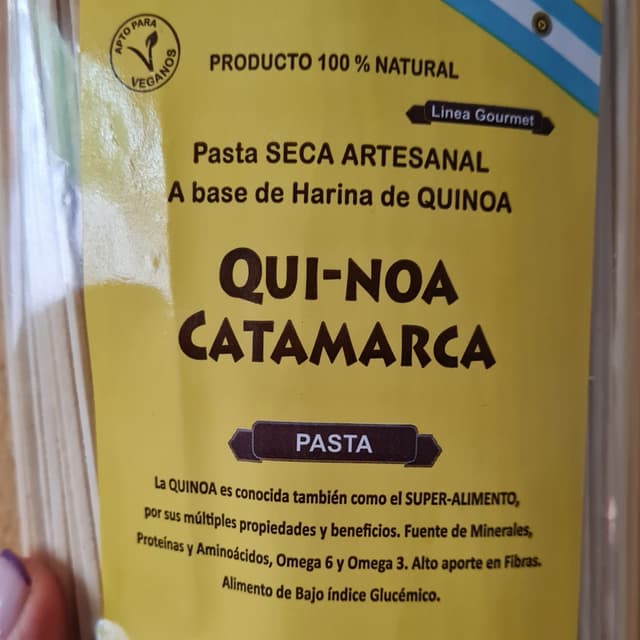 APTO PARA
VEGANOS
PRODUCTO 100 % NATURAL
Linea Gourmet
Pasta SECA ARTESANAL
A base de Harina de QUINOA
QUI-NOA
CATAMARCA
PASTA
La QUINOA es conocida también como el SUPER-ALIMENTO,
por sus múltiples propiedades y beneficios. Fuente de Minerales,
Proteínas y Aminoácidos, Omega 6 y Omega 3. Alto aporte en Fibras.
Alimento de Bajo índice Glucémico.